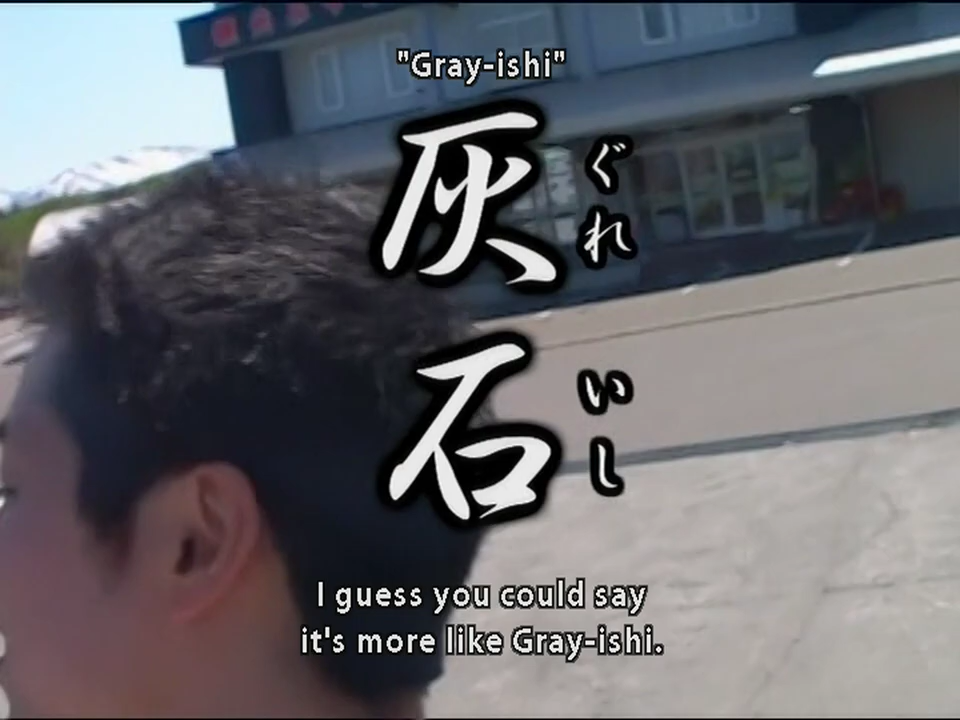 "Gray-ishi"
灰石
ぐれ
いし
I guess you could say
it's more like Gray-ishi.